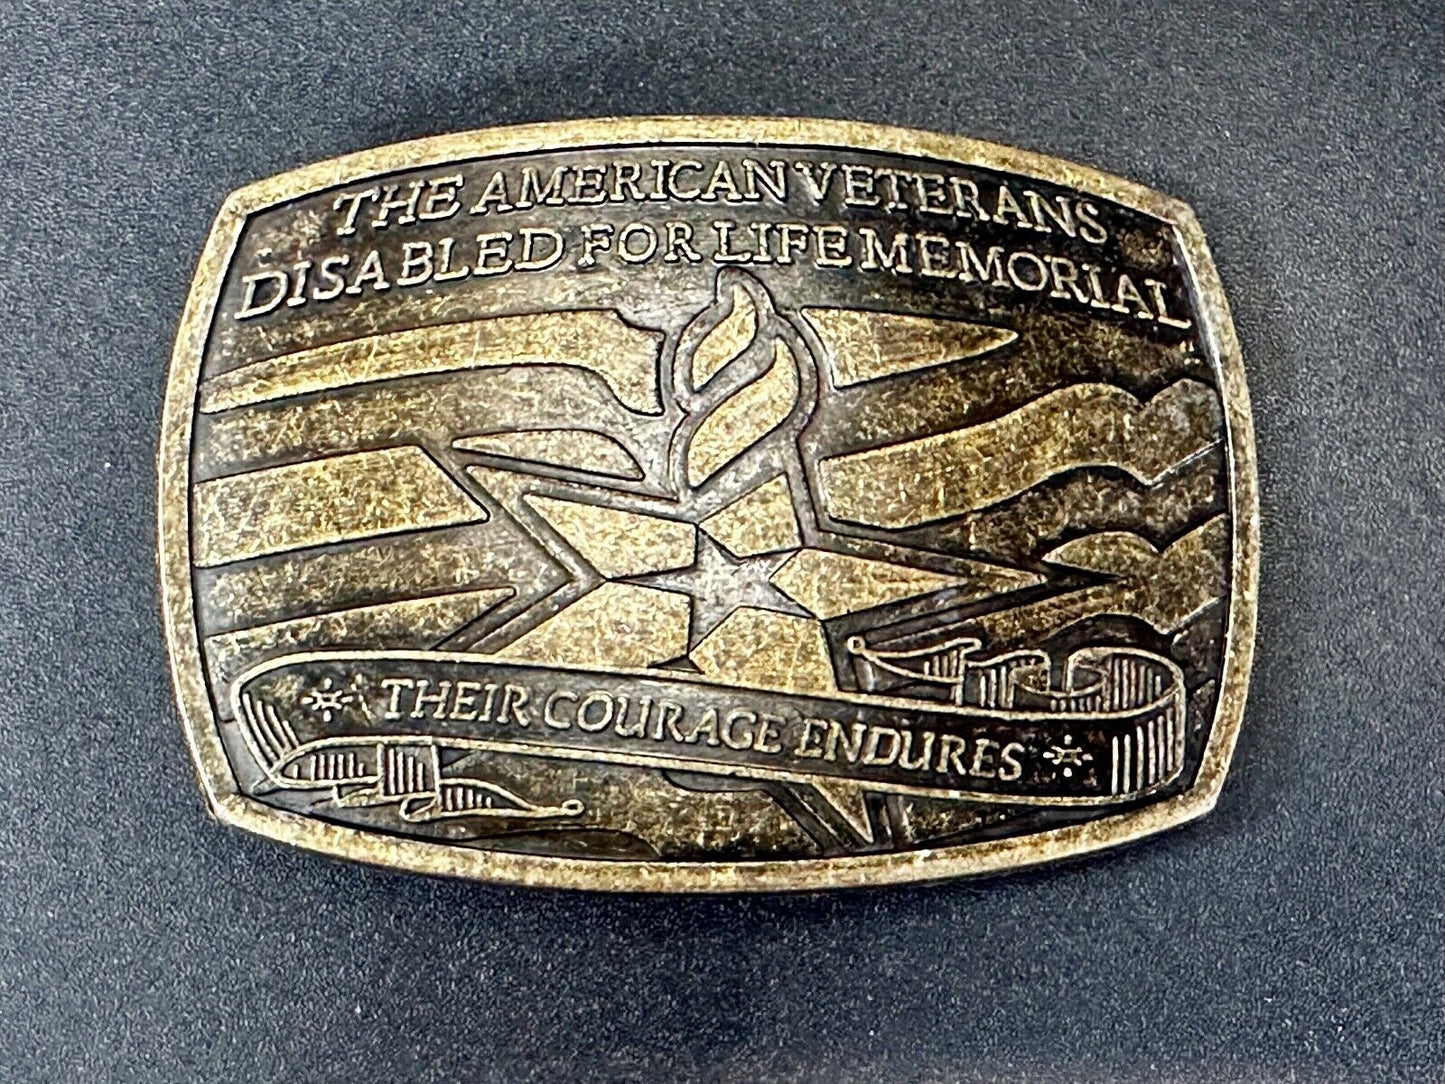 THE AMERICAN VETERANS
DISABLED FOR LIFE MEMORIAL
THEIR COURAGE ENDURES